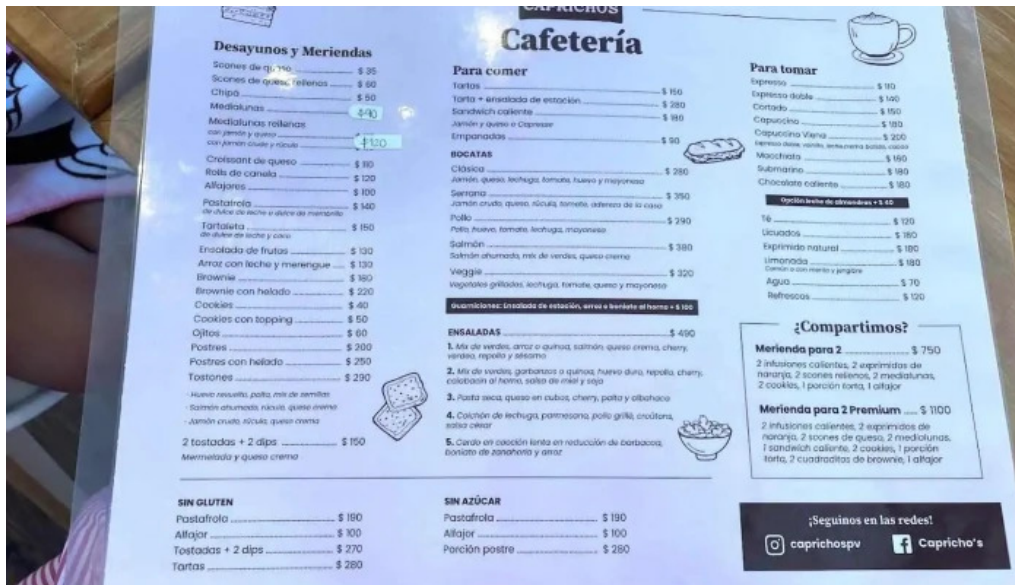 CAPRICHOS
Cafetería
Desayunos y Meriendas
Scones de queso $ 35
Scones de queso rellenos $ 60
Chipá $ 50
Medialunas $40
Medialunas rellenas
con jamón y queso
con jamón crudo y rúcula $120
Croissant de queso $ 110
Rolls de canela $ 120
Alfajores $ 100
Pastafrola $ 140
de dulce de leche o dulce de membrillo
Tartaleta $ 150
de dulce de leche y coco
Ensalada de frutas $ 130
Arroz con leche y merengue $ 130
Brownie $ 160
Brownie con helado $ 220
Cookies $ 40
Cookies con topping $ 50
Ojitos $ 60
Postres $ 200
Postres con helado $ 250
Tostones $ 290
- Huevo revuelto, palta, mix de semillas
- Salmón ahumado, rúcula, queso crema
- Jamón crudo, rúcula, queso crema
2 tostadas + 2 dips $ 150
Mermelada y queso crema
Para comer
Tartas $ 150
Tarta + ensalada de estación $ 280
Sandwich caliente $ 180
Jamón y queso o Capresse
Empanadas $ 90
BOCATAS
Clásica $ 280
Jamón, queso, lechuga, tomate, huevo y mayonesa
Serrana $ 350
Jamón crudo, queso, rúcula, tomate, aderezo de la casa
Pollo $ 290
Pollo, huevo, tomate, lechuga, mayonesa
Salmón $ 380
Salmón ahumado, mix de verdes, queso crema
Veggie $ 320
Vegetales grillados, lechuga, tomate, queso y mayonesa
Guarniciones: Ensalada de estación, arroz o boniato al horno + $ 100
ENSALADAS $ 490
1. Mix de verdes, arroz o quinoa, salmón, queso crema, cherry,
verdeo, repollo y sésamo
2. Mix de verdes, garbanzos o quinoa, huevo duro, repollo, cherry,
calabacín al horno, salsa de miel y soja
3. Pasta seca, queso en cubos, cherry, palta y albahaca
4. Colchón de lechuga, parmesano, pollo grillé, croûtons,
salsa césar
5. Cerdo en cocción lenta en reducción de barbacoa,
boniato de zanahoria y arroz
Para tomar
Expresso $ 110
Expresso doble $ 140
Cortado $ 150
Capuccino $ 180
Capuccino Viena $ 200
Macchiato $ 160
Submarino $ 180
Chocolate caliente $ 180
Opción leche de almendras + $ 40
Té $ 120
Licuados $ 160
Exprimido natural $ 180
Limonada $ 180
Común o con menta y jengibre
Agua $ 70
Refrescos $ 120
¿Compartimos?
Merienda para 2 $ 750
2 infusiones calientes, 2 exprimidos de
naranja, 2 scones rellenos, 2 medialunas,
2 cookies, 1 porción torta, 1 alfajor
Merienda para 2 Premium $ 1100
2 infusiones calientes, 2 exprimidos de
naranja, 2 scones de queso, 2 medialunas,
1 sandwich caliente, 2 cookies, 1 porción
torta, 2 cuadraditos de brownie, 1 alfajor
SIN GLUTEN
Pastafrola $ 190
Alfajor $ 100
Tostadas + 2 dips $ 270
Tartas $ 280
SIN AZÚCAR
Pastafrola $ 190
Alfajor $ 100
Porción postre $ 280
¡Seguinos en las redes!
caprichospv
Capricho's